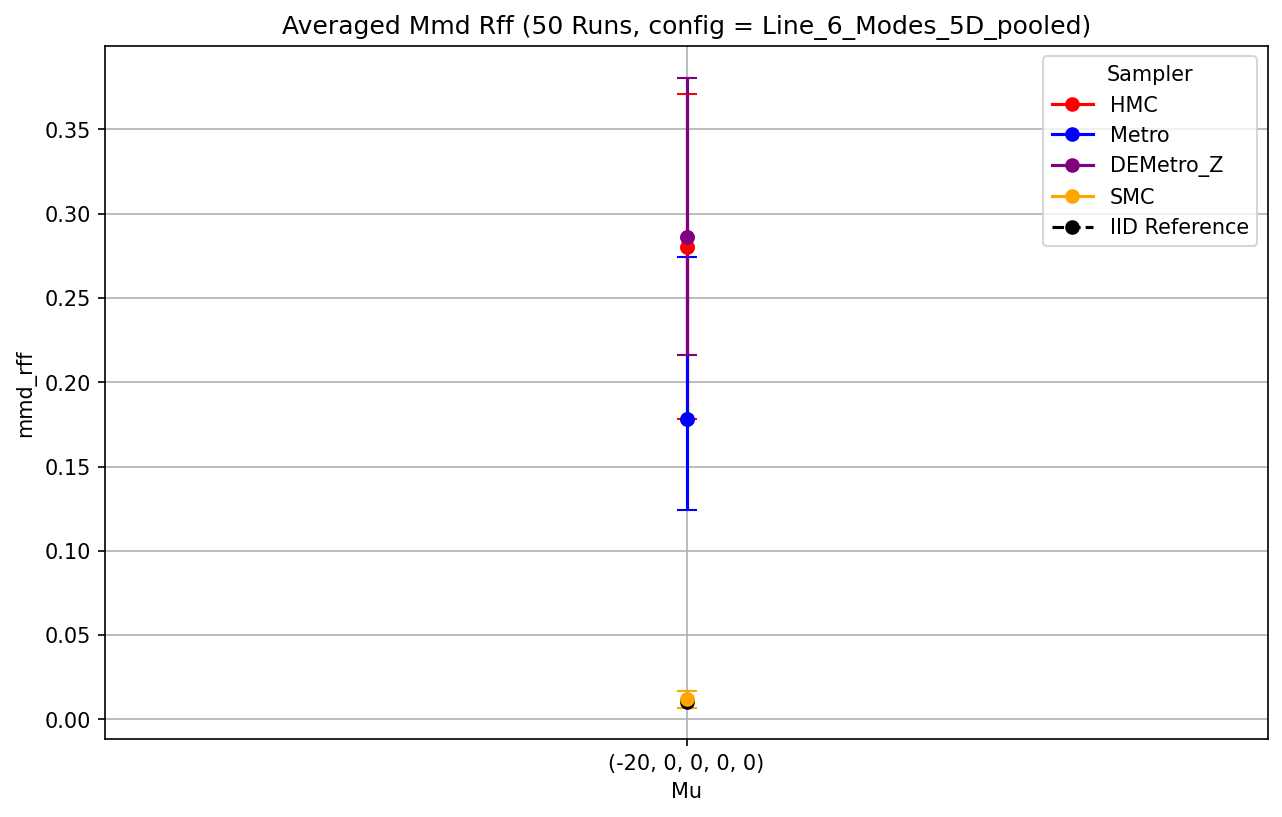 Averaged Mmd Rff (50 Runs, config = Line_6_Modes_5D_pooled)
Sampler
HMC
Metro
DEMetro_Z
SMC
IID Reference
mmd_rff
0.35
0.30
0.25
0.20
0.15
0.10
0.05
0.00
(-20, 0, 0, 0, 0)
Mu